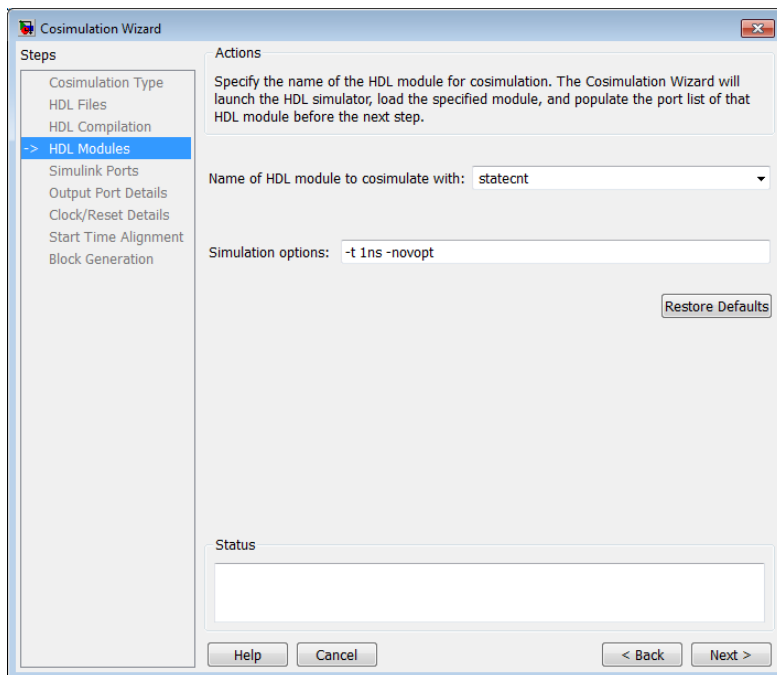 Cosimulation Wizard
Steps
Cosimulation Type
HDL Files
HDL Compilation
-> HDL Modules
Simulink Ports
Output Port Details
Clock/Reset Details
Start Time Alignment
Block Generation
Actions
Specify the name of the HDL module for cosimulation. The Cosimulation Wizard will
launch the HDL simulator, load the specified module, and populate the port list of that
HDL module before the next step.
Name of HDL module to cosimulate with: statecnt
Simulation options: -t 1ns -novopt
Restore Defaults
Status
Help Cancel < Back Next >